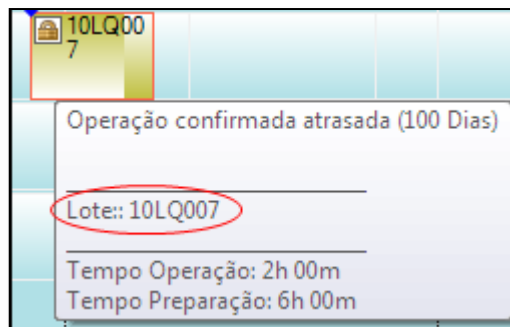 10LQ00
7
Operação confirmada atrasada (100 Dias)
Lote:: 10LQ007
Tempo Operação: 2h 00m
Tempo Preparação: 6h 00m